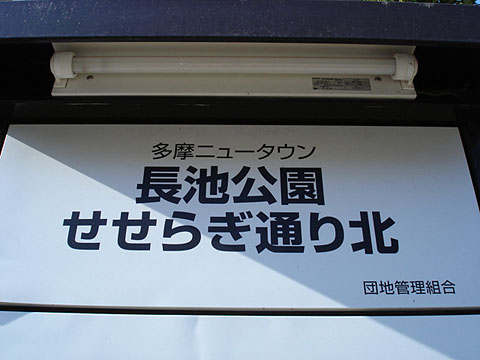 多摩ニュータウン
長池公園
せせらぎ通り北
団地管理組合